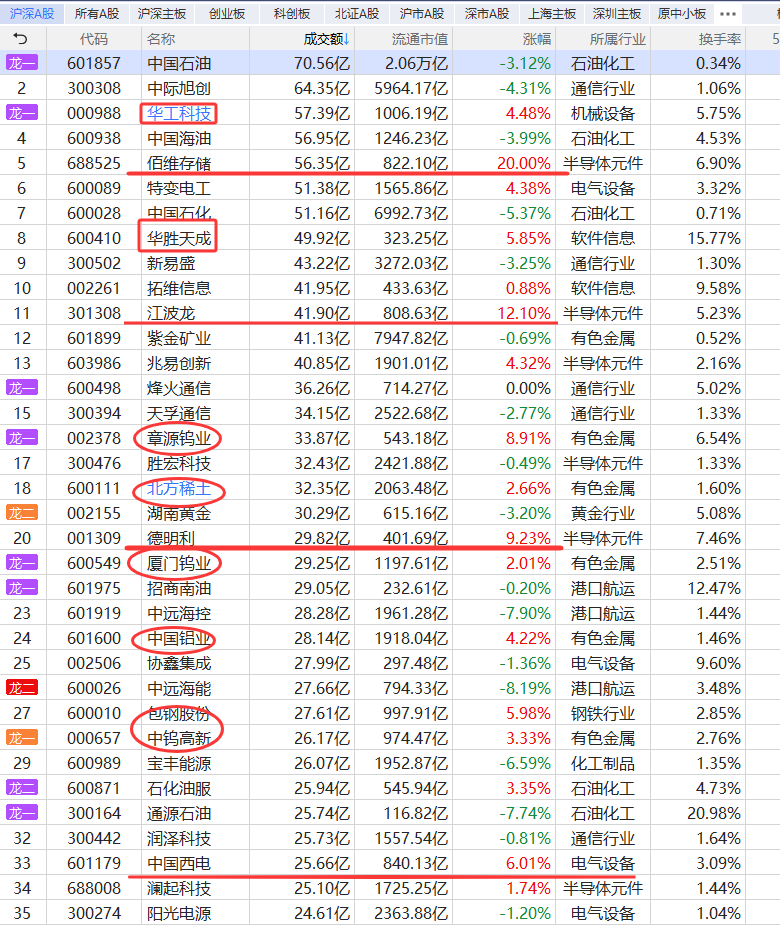 沪深A股 所有A股 沪深主板 创业板 科创板 北证A股 沪市A股 深市A股 上海主板 深圳主板 原中小板 •••
代码 名称 成交额↓ 流通市值 涨幅 所属行业 换手率
龙一 601857 中国石油 70.56亿 2.06万亿 -3.12% 石油化工 0.34%
2 300308 中际旭创 64.35亿 5964.17亿 -4.31% 通信行业 1.06%
龙一 000988 华工科技 57.39亿 1006.19亿 4.48% 机械设备 5.75%
4 600938 中国海油 56.95亿 1246.23亿 -3.99% 石油化工 4.53%
5 688525 佰维存储 56.35亿 822.10亿 20.00% 半导体元件 6.90%
6 600089 特变电工 51.38亿 1565.86亿 4.38% 电气设备 3.32%
7 600028 中国石化 51.16亿 6992.73亿 -5.37% 石油化工 0.71%
8 600410 华胜天成 49.92亿 323.25亿 5.85% 软件信息 15.77%
9 300502 新易盛 43.22亿 3272.03亿 -3.25% 通信行业 1.30%
10 002261 拓维信息 41.95亿 433.63亿 0.88% 软件信息 9.58%
11 301308 江波龙 41.90亿 808.63亿 12.10% 半导体元件 5.23%
12 601899 紫金矿业 41.13亿 7947.82亿 -0.69% 有色金属 0.52%
13 603986 兆易创新 40.85亿 1901.01亿 4.32% 半导体元件 2.16%
龙一 600498 烽火通信 36.26亿 714.27亿 0.00% 通信行业 5.02%
15 300394 天孚通信 34.15亿 2522.68亿 -2.77% 通信行业 1.33%
龙一 002378 章源钨业 33.87亿 543.18亿 8.91% 有色金属 6.54%
17 300476 胜宏科技 32.43亿 2421.88亿 -0.49% 半导体元件 1.33%
18 600111 北方稀土 32.35亿 2063.48亿 2.66% 有色金属 1.60%
龙二 002155 湖南黄金 30.29亿 615.16亿 -3.20% 黄金行业 5.08%
20 001309 德明利 29.82亿 401.69亿 9.23% 半导体元件 7.46%
龙一 600549 厦门钨业 29.25亿 1197.61亿 2.01% 有色金属 2.51%
龙一 601975 招商南油 29.05亿 232.61亿 -0.20% 港口航运 12.47%
23 601919 中远海控 28.28亿 1961.28亿 -7.90% 港口航运 1.44%
24 601600 中国铝业 28.14亿 1918.04亿 4.22% 有色金属 1.46%
25 002506 协鑫集成 27.99亿 297.48亿 -1.36% 电气设备 9.60%
龙二 600026 中远海能 27.66亿 794.33亿 -8.19% 港口航运 3.48%
27 600010 包钢股份 27.61亿 997.91亿 5.98% 钢铁行业 2.85%
龙一 000657 中钨高新 26.17亿 974.47亿 3.33% 有色金属 2.76%
29 600989 宝丰能源 26.07亿 1952.87亿 -6.59% 化工制品 1.35%
龙二 600871 石化油服 25.94亿 545.94亿 3.35% 石油化工 4.73%
龙一 300164 通源石油 25.74亿 116.82亿 -7.74% 石油化工 20.98%
32 300442 润泽科技 25.73亿 1557.54亿 -0.81% 通信行业 1.64%
33 601179 中国西电 25.66亿 840.13亿 6.01% 电气设备 3.09%
34 688008 澜起科技 25.10亿 1725.25亿 1.74% 半导体元件 1.44%
35 300274 阳光电源 24.61亿 2363.88亿 -1.20% 电气设备 1.04%